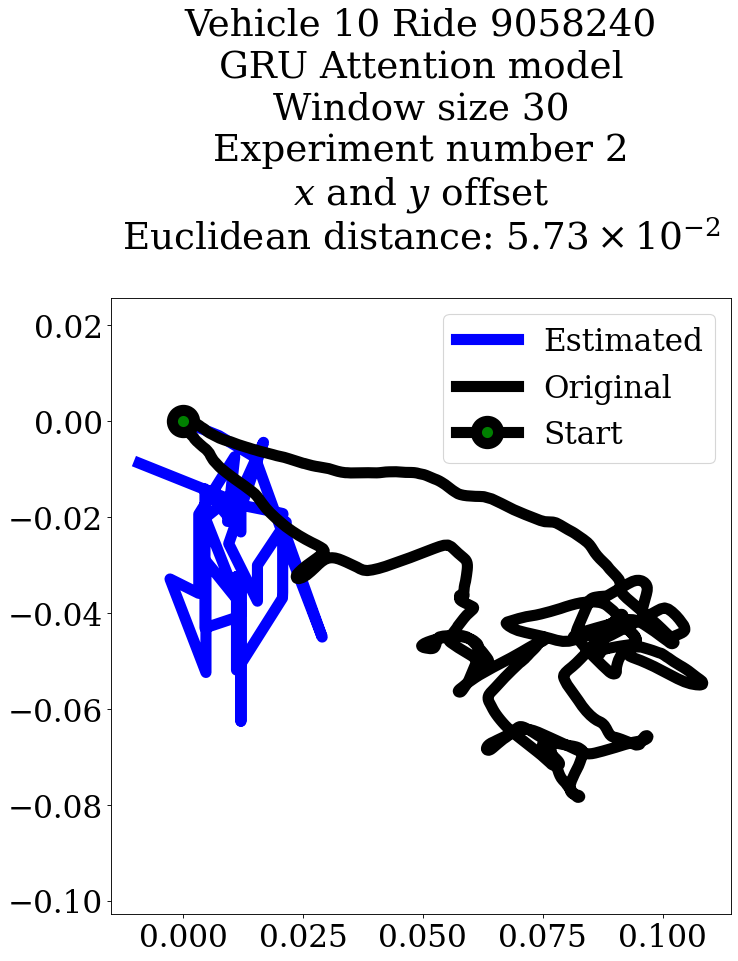 Vehicle 10 Ride 9058240
GRU Attention model
Window size 30
Experiment number 2
x and y offset
Euclidean distance: 5.73 × 10⁻²
Estimated
Original
Start
0.02
0.00
−0.02
−0.04
−0.06
−0.08
−0.10
0.000 0.025 0.050 0.075 0.100